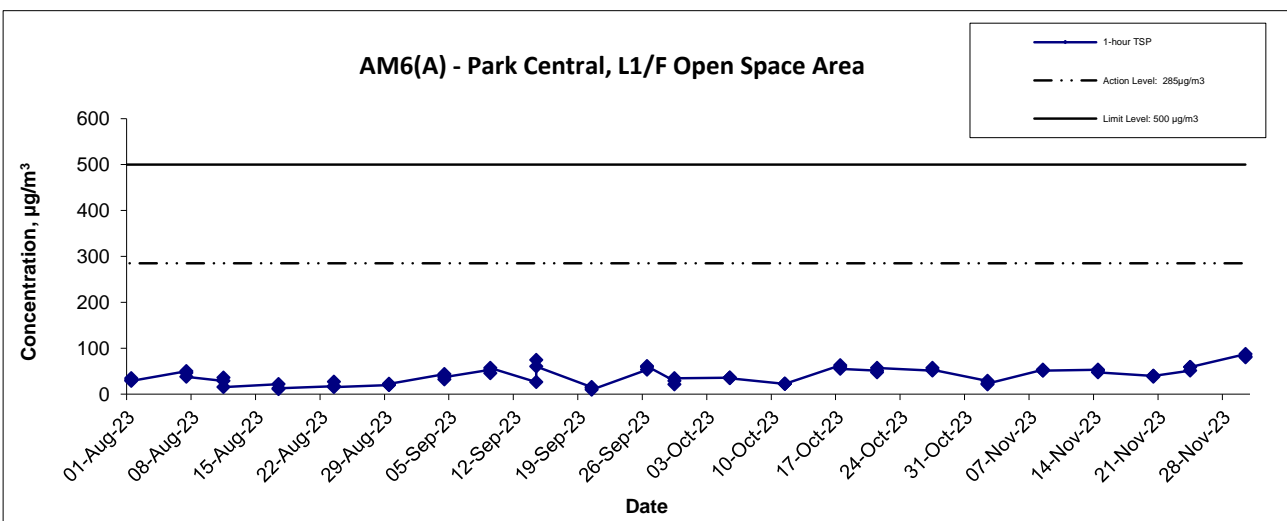 AM6(A) - Park Central, L1/F Open Space Area
1-hour TSP
Action Level:  285µg/m3
Limit Level: 500 µg/m3
Concentration, µg/m³
600
500
400
300
200
100
0
01-Aug-23
08-Aug-23
15-Aug-23
22-Aug-23
29-Aug-23
05-Sep-23
12-Sep-23
19-Sep-23
26-Sep-23
03-Oct-23
10-Oct-23
17-Oct-23
24-Oct-23
31-Oct-23
07-Nov-23
14-Nov-23
21-Nov-23
28-Nov-23
Date